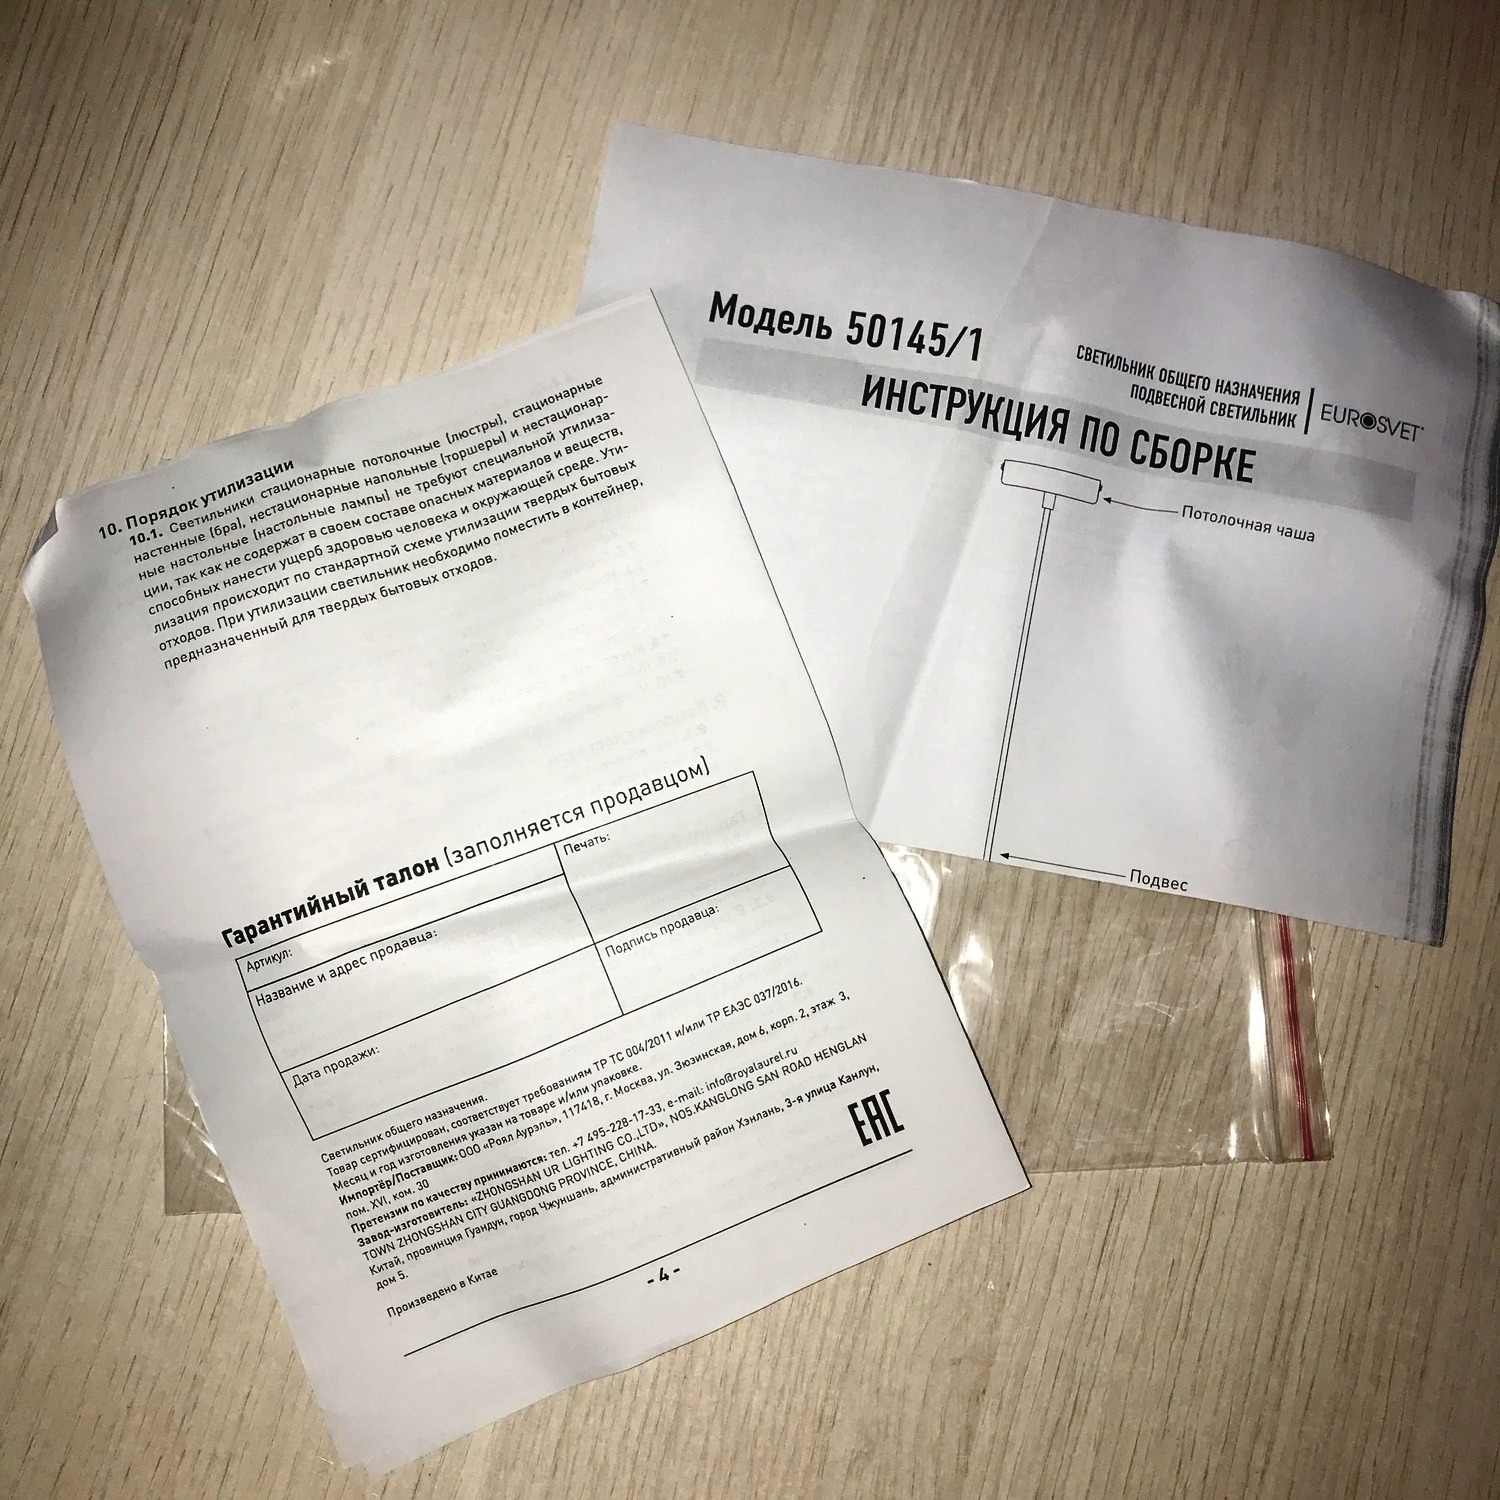 10. Порядок утилизации
10.1. Светильники стационарные потолочные (люстры), стационарные
настенные (бра), нестационарные напольные (торшеры) и нестационар-
ные настольные (настольные лампы) не требуют специальной утилиза-
ции, так как не содержат в своем составе опасных материалов и веществ,
способных нанести ущерб здоровью человека и окружающей среде. Ути-
лизация происходит по стандартной схеме утилизации твердых бытовых
отходов. При утилизации светильник необходимо поместить в контейнер,
предназначенный для твердых бытовых отходов.
Гарантийный талон (заполняется продавцом)
Артикул:
Печать:
Название и адрес продавца:
Подпись продавца:
Дата продажи:
Светильник общего назначения.
Товар сертифицирован, соответствует требованиям ТР ТС 004/2011 и/или ТР ЕАЭС 037/2016.
Месяц и год изготовления указан на товаре и/или упаковке.
Импортёр/Поставщик: ООО «Роял Аурэль», 117418, г. Москва, ул. Зюзинская, дом 6, корп. 2, этаж 3,
пом. XVI, ком. 30
Претензии по качеству принимаются: тел. +7 495-228-17-33, e-mail: info@royalaurel.ru
Завод-изготовитель: «ZHONGSHAN UR LIGHTING CO.,LTD», NO5.KANGLONG SAN ROAD HENGLAN
TOWN ZHONGSHAN CITY GUANGDONG PROVINCE, CHINA.
Китай, провинция Гуандун, город Чжуншань, административный район Хэнлань, 3-я улица Канлун,
дом 5.
Произведено в Китае
EAC
- 4 -
Модель 50145/1
СВЕТИЛЬНИК ОБЩЕГО НАЗНАЧЕНИЯ
ПОДВЕСНОЙ СВЕТИЛЬНИК
EUROSVET
ИНСТРУКЦИЯ ПО СБОРКЕ
Потолочная чаша
Подвес